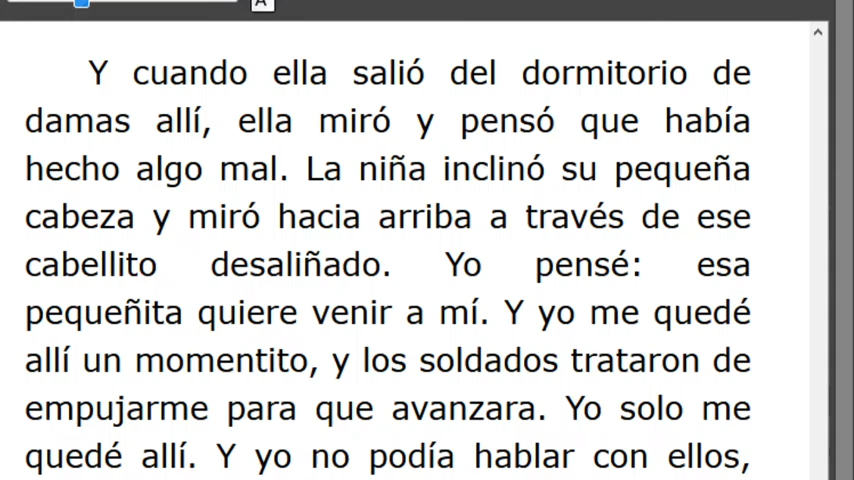 A
Y cuando ella salió del dormitorio de
damas allí, ella miró y pensó que había
hecho algo mal. La niña inclinó su pequeña
cabeza y miró hacia arriba a través de ese
cabellito desaliñado. Yo pensé: esa
pequeñita quiere venir a mí. Y yo me quedé
allí un momentito, y los soldados trataron de
empujarme para que avanzara. Yo solo me
quedé allí. Y yo no podía hablar con ellos,